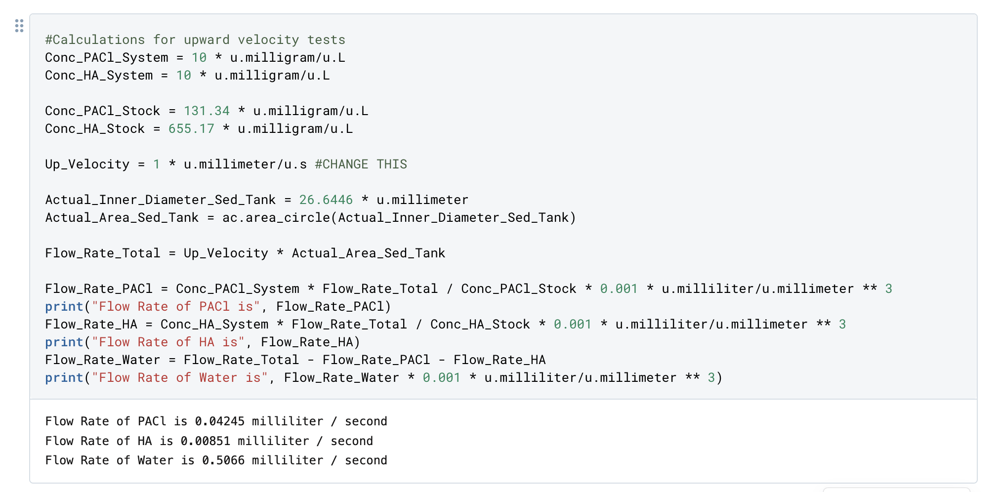 #Calculations for upward velocity tests
Conc_PACl_System = 10 * u.milligram/u.L
Conc_HA_System = 10 * u.milligram/u.L
Conc_PACl_Stock = 131.34 * u.milligram/u.L
Conc_HA_Stock = 655.17 * u.milligram/u.L
Up_Velocity = 1 * u.millimeter/u.s #CHANGE THIS
Actual_Inner_Diameter_Sed_Tank = 26.6446 * u.millimeter
Actual_Area_Sed_Tank = ac.area_circle(Actual_Inner_Diameter_Sed_Tank)
Flow_Rate_Total = Up_Velocity * Actual_Area_Sed_Tank
Flow_Rate_PACl = Conc_PACl_System * Flow_Rate_Total / Conc_PACl_Stock * 0.001 * u.milliliter/u.millimeter ** 3
print("Flow Rate of PACl is", Flow_Rate_PACl)
Flow_Rate_HA = Conc_HA_System * Flow_Rate_Total / Conc_HA_Stock * 0.001 * u.milliliter/u.millimeter ** 3
print("Flow Rate of HA is", Flow_Rate_HA)
Flow_Rate_Water = Flow_Rate_Total - Flow_Rate_PACl - Flow_Rate_HA
print("Flow Rate of Water is", Flow_Rate_Water * 0.001 * u.milliliter/u.millimeter ** 3)
Flow Rate of PACl is 0.04245 milliliter / second
Flow Rate of HA is 0.00851 milliliter / second
Flow Rate of Water is 0.5066 milliliter / second